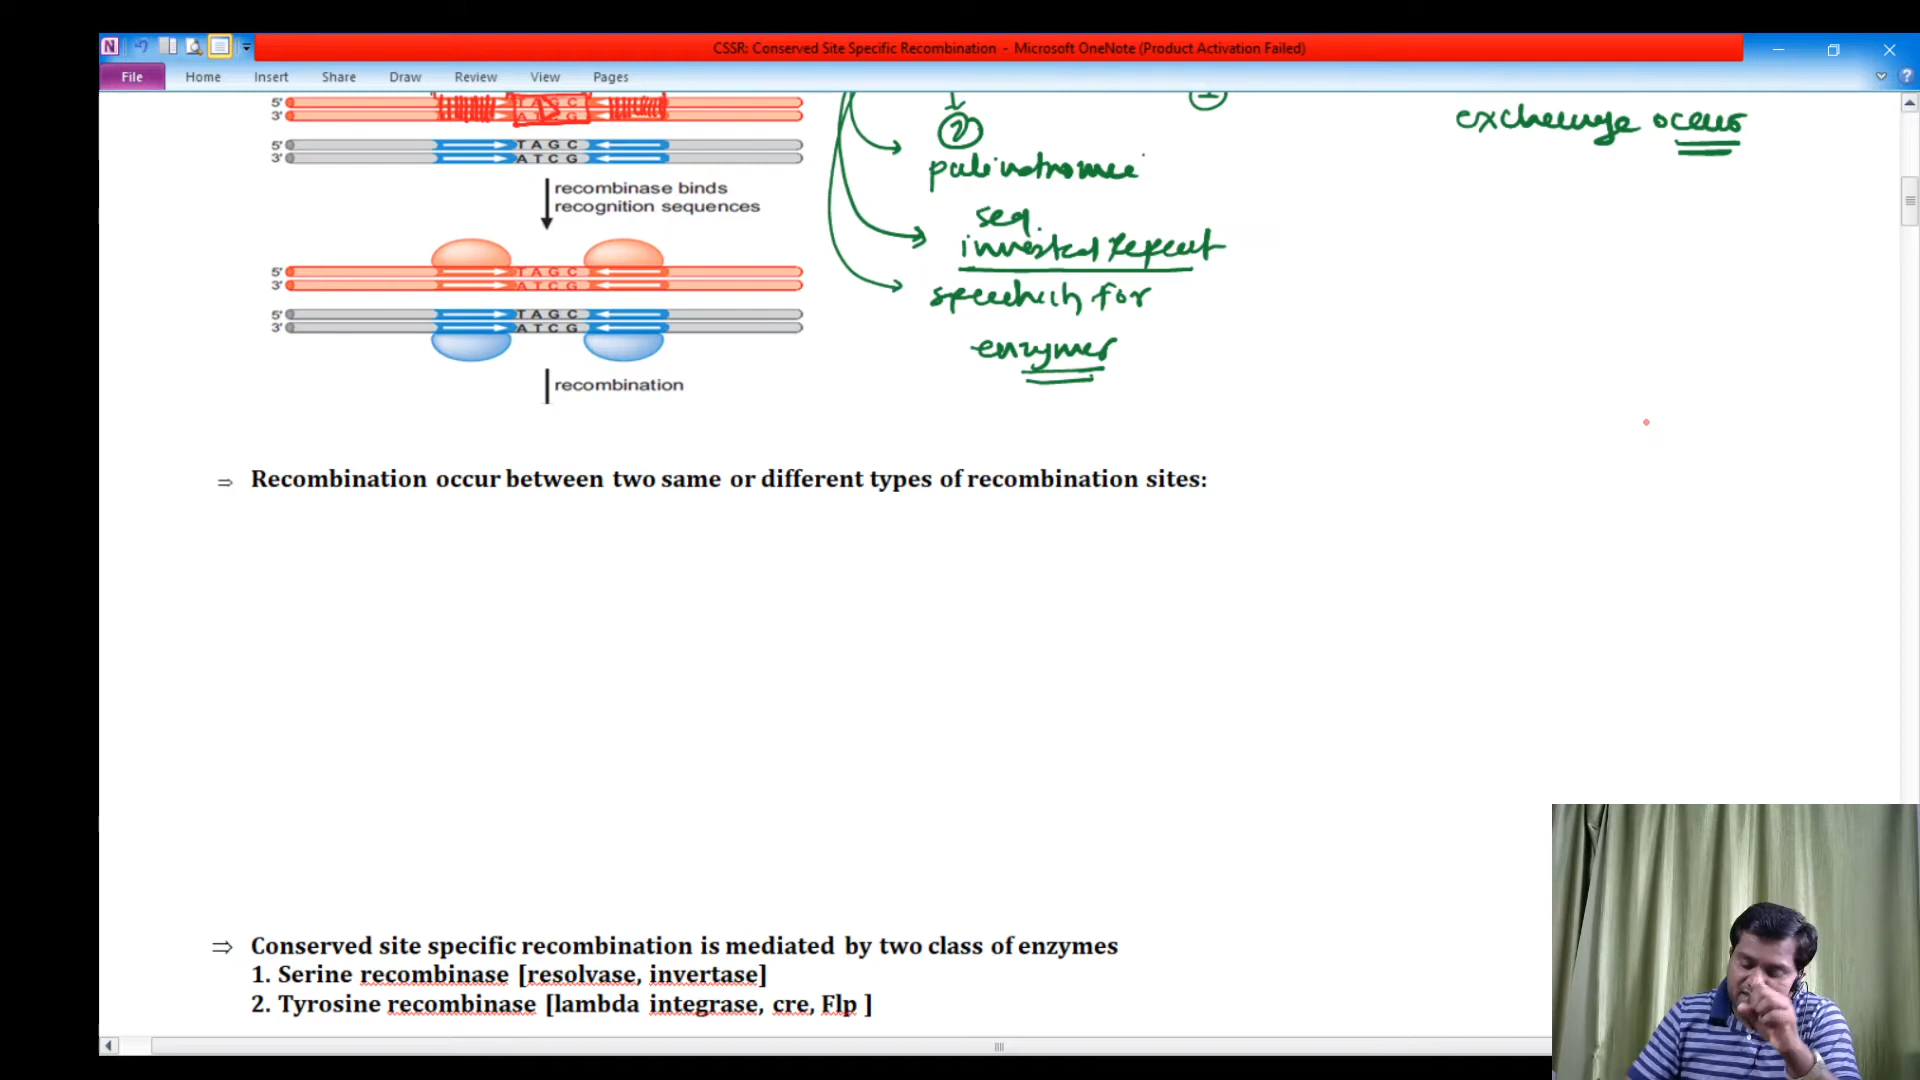 CSSR: Conserved Site Specific Recombination - Microsoft OneNote (Product Activation Failed)
File Home Insert Share Draw Review View Pages
5'
3'
5' T A G C
3' A T C G
recombinase binds
recognition sequences
5' T A G C
3' A T C G
5' T A G C
3' A T C G
recombination
2
seq.
inverted repeat
for
enzymes
exchange occurs
⇒ Recombination occur between two same or different types of recombination sites:
⇒ Conserved site specific recombination is mediated by two class of enzymes
1. Serine recombinase [resolvase, invertase]
2. Tyrosine recombinase [lambda integrase, cre, Flp ]